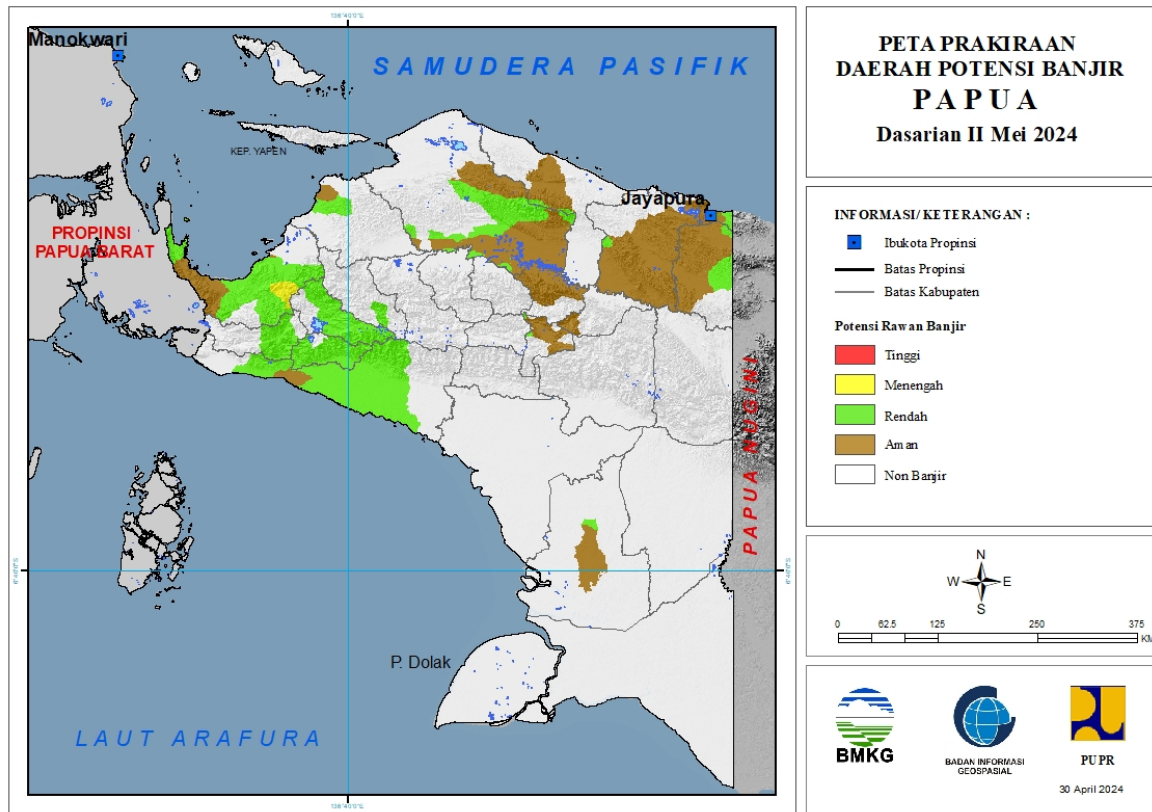 Manokwari
SAMUDERA PASIFIK
KEP. YAPEN
Jayapura
PROPINSI
PAPUA BARAT
PAPUA NUGINI
P. Dolak
LAUT ARAFURA
PETA PRAKIRAAN
DAERAH POTENSI BANJIR
PAPUA
Dasarian II Mei 2024
INFORMASI/ KETERANGAN :
Ibukota Propinsi
Batas Propinsi
Batas Kabupaten
Potensi Rawan Banjir
Tinggi
Menengah
Rendah
Aman
Non Banjir
N
W E
S
0 62.5 125 250 375
KM
BMKG
BADAN INFORMASI
GEOSPASIAL
PUPR
30 April 2024